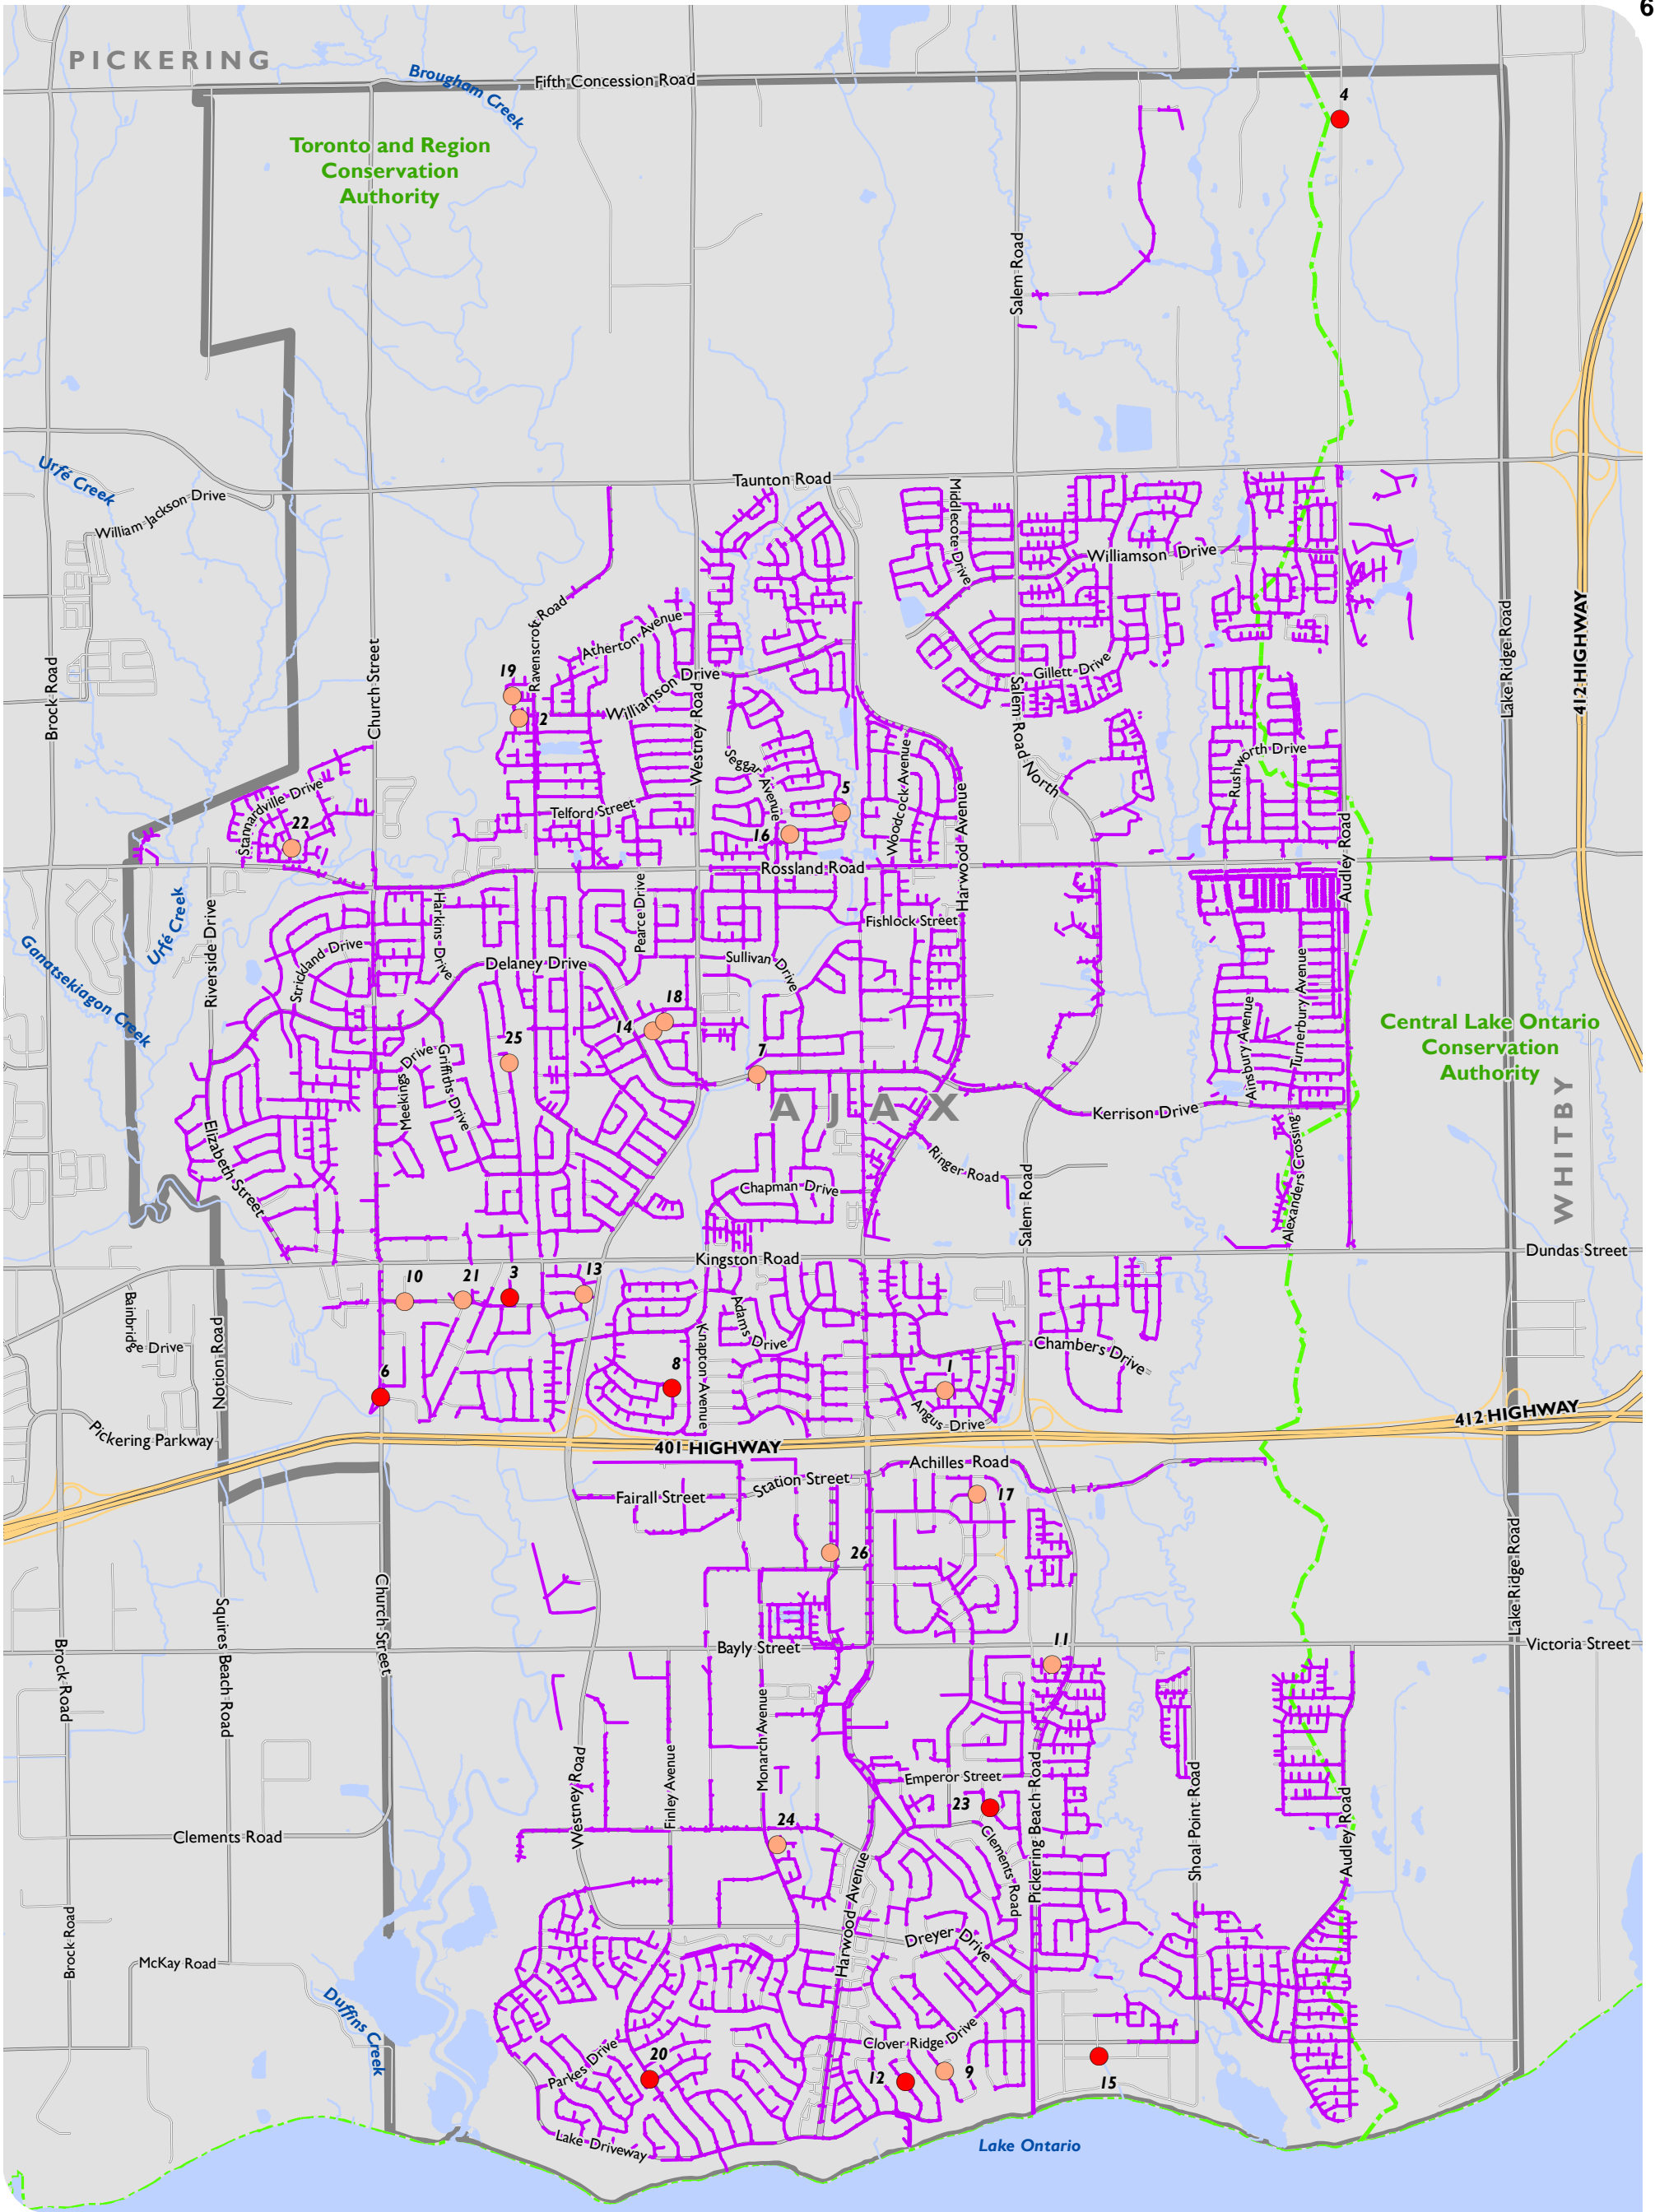 6
PICKERING
Brougham Creek
Fifth Concession Road
4
Toronto and Region
Conservation
Authority
Salem Road
Urfé Creek
William Jackson Drive
Taunton Road
Middlecote Drive
Williamson Drive
412 HIGHWAY
Lake Ridge Road
Brock Road
Church Street
Ravenscroft Road
Atherton Avenue
19
2
Williamson Drive
Westney Road
Gillett Drive
Salem Road North
Rushworth Drive
Seggar Avenue
Woodcock Avenue
Harwood Avenue
Stannardville Drive
22
Telford Street
5
16
Rossland Road
Audley Road
Urfé Creek
Ganatsekiagon Creek
Riverside Drive
Harkins Drive
Pearce Drive
Fishlock Street
Strickland Drive
Delaney Drive
Sullivan Drive
Turnerbury Avenue
Ainsbury Avenue
18
14
25
7
Central Lake Ontario
Conservation
Authority
Meekings Drive
Griffiths Drive
AJAX
Kerrison Drive
WHITBY
Elizabeth Street
Ringer Road
Alexanders Crossing
Chapman Drive
Salem Road
Kingston Road
Dundas Street
10
21
3
13
Bainbridge Drive
Notion Road
Adams Drive
Knapton Avenue
Chambers Drive
6
8
1
Angus Drive
Pickering Parkway
412 HIGHWAY
401 HIGHWAY
Achilles Road
Station Street
Fairall Street
17
26
Lake Ridge Road
Church Street
Squires Beach Road
Brock Road
Bayly Street
11
Victoria Street
Monarch Avenue
Finley Avenue
Westney Road
Emperor Street
23
Pickering Beach Road
Shoal Point Road
Audley Road
Clements Road
24
Clements Road
Harwood Avenue
Dreyer Drive
Brock Road
McKay Road
Duffins Creek
Clover Ridge Drive
Parkes Drive
20
12
9
15
Lake Driveway
Lake Ontario